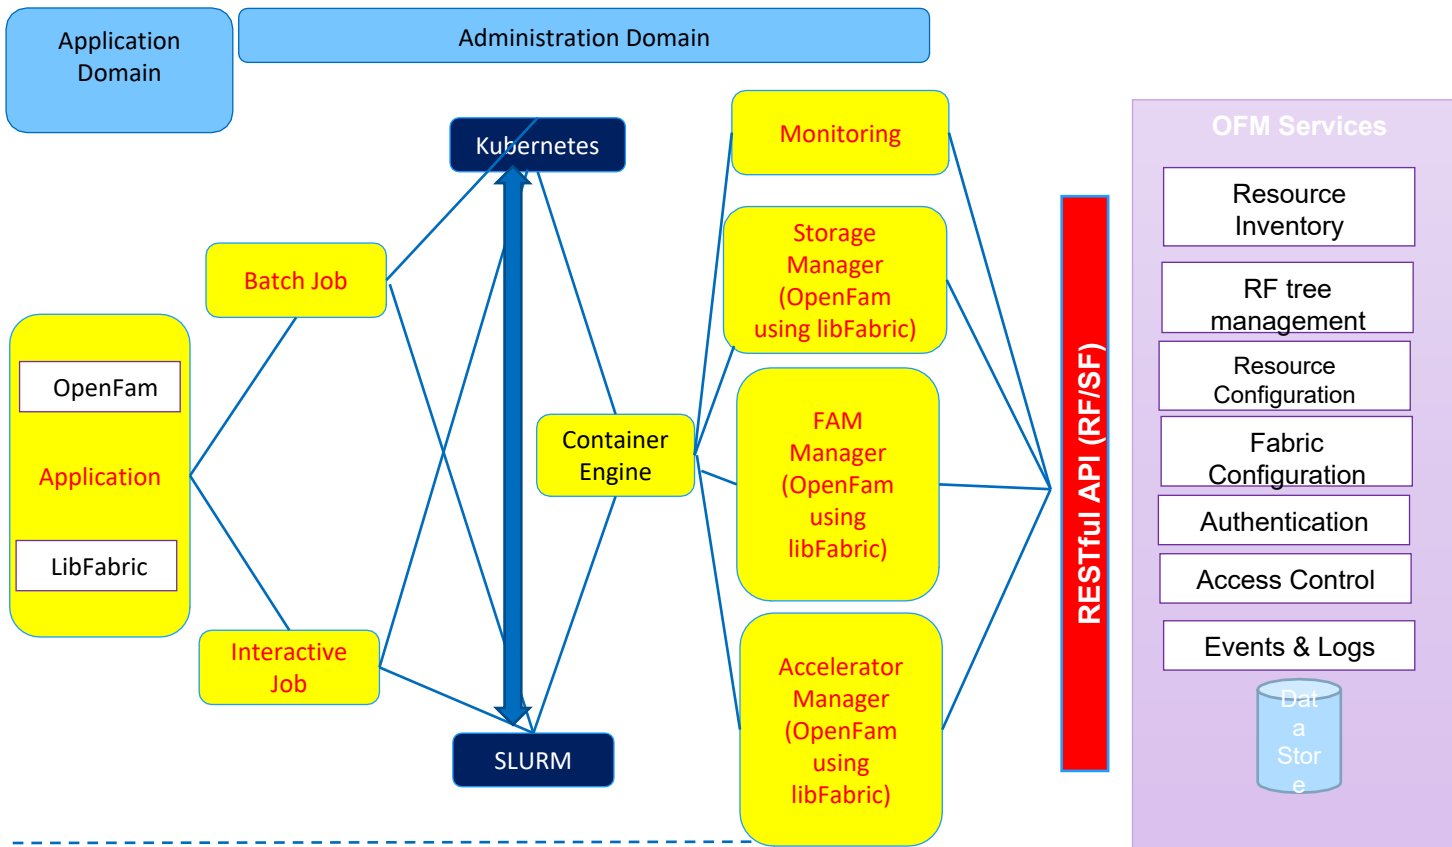 Application
Domain
Administration Domain
OpenFam
Application
LibFabric
Batch Job
Interactive
Job
Kubernetes
SLURM
Container
Engine
Monitoring
Storage
Manager
(OpenFam
using libFabric)
FAM
Manager
(OpenFam
using
libFabric)
Accelerator
Manager
(OpenFam
using
libFabric)
RESTful API (RF/SF)
OFM Services
Resource
Inventory
RF tree
management
Resource
Configuration
Fabric
Configuration
Authentication
Access Control
Events & Logs
Dat
a
Stor
e